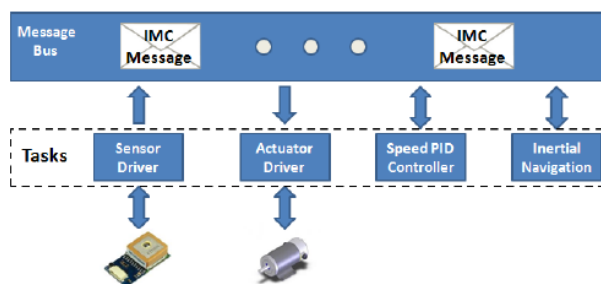 Message
Bus
IMC
Message
IMC
Message
Tasks
Sensor
Driver
Actuator
Driver
Speed PID
Controller
Inertial
Navigation